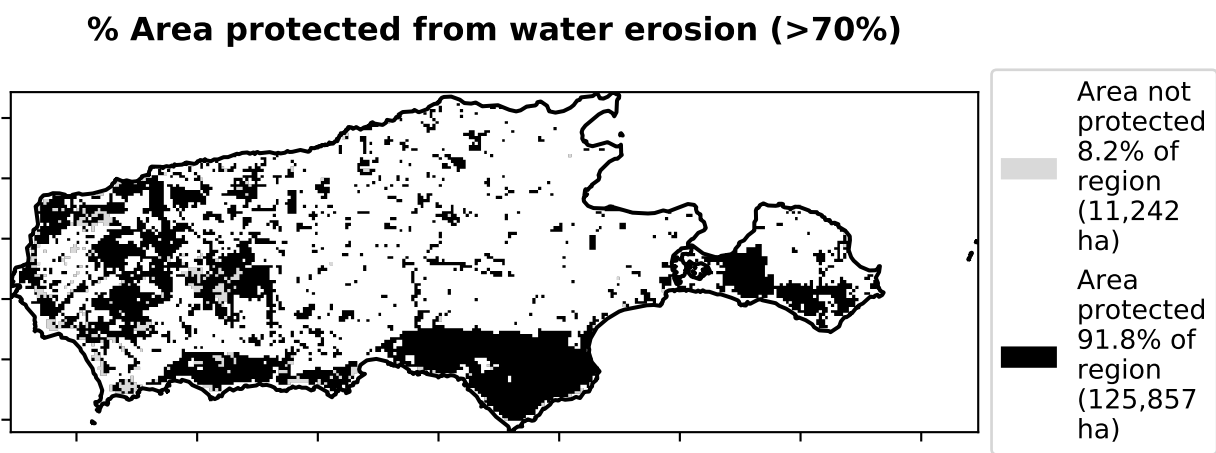 % Area protected from water erosion (>70%)
Area not
protected
8.2% of
region
(11,242
ha)
Area
protected
91.8% of
region
(125,857
ha)